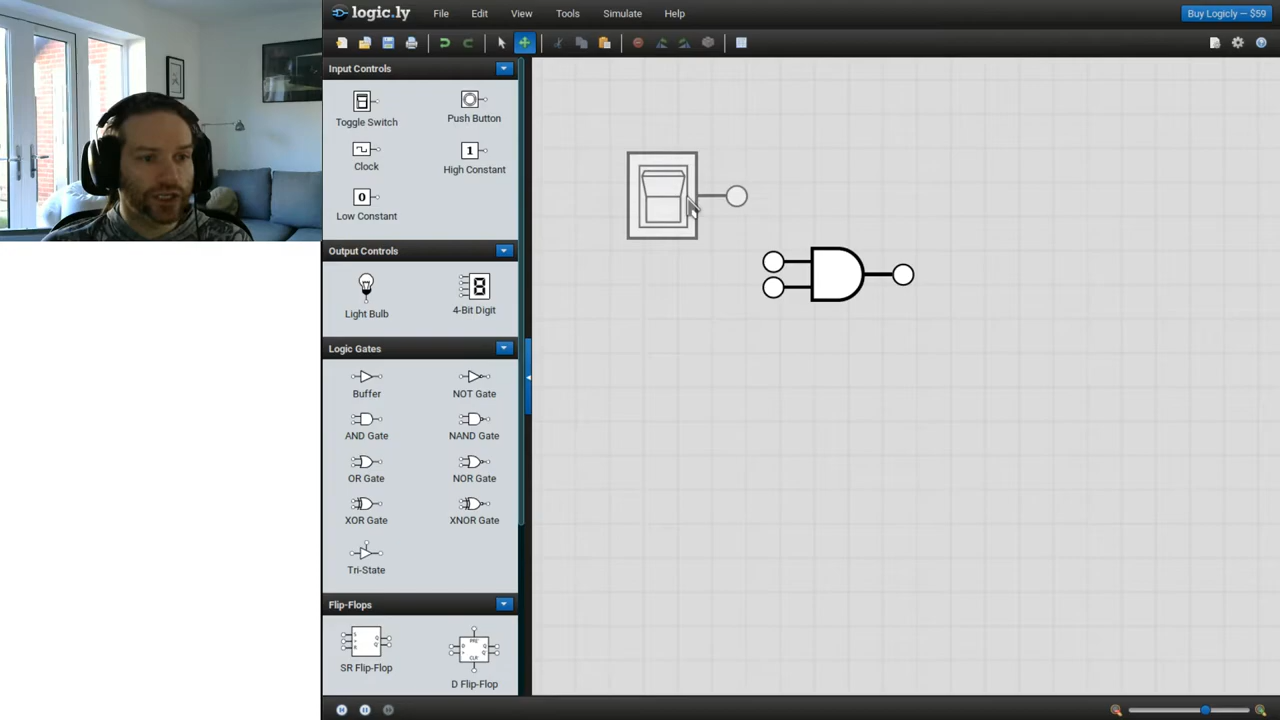 logic.ly
File
Edit
View
Tools
Simulate
Help
Buy Logicly — $59
Input Controls
Toggle Switch
Push Button
Clock
1
High Constant
0
Low Constant
Output Controls
Light Bulb
8
4-Bit Digit
Logic Gates
Buffer
NOT Gate
AND Gate
NAND Gate
OR Gate
NOR Gate
XOR Gate
XNOR Gate
Tri-State
Flip-Flops
SR Flip-Flop
D Flip-Flop